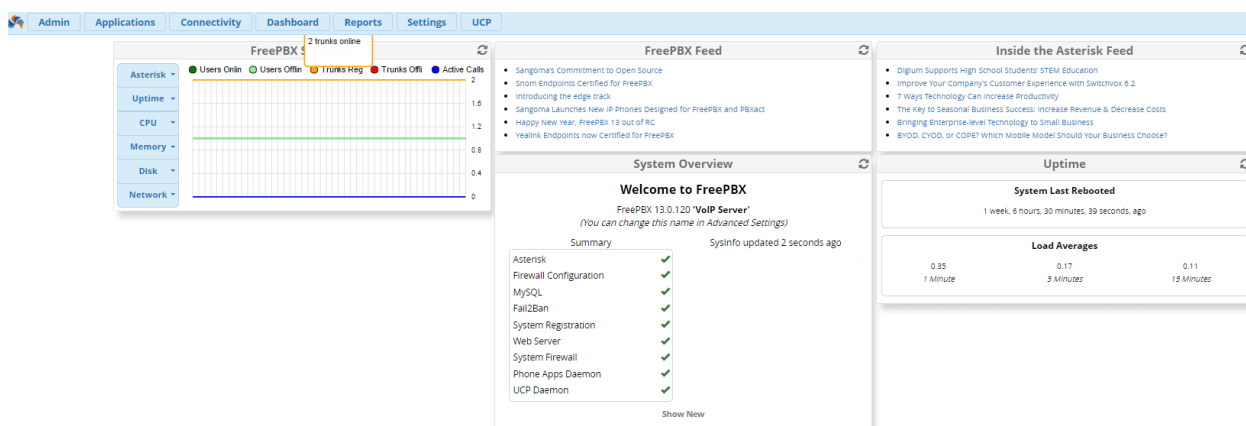 Admin Applications Connectivity Dashboard Reports Settings UCP
FreePBX S
2 trunks online
Users Onlin Users Offlin Trunks Reg Trunks Offli Active Calls
Asterisk
Uptime
CPU
Memory
Disk
Network
2
1.6
1.2
0.8
0.4
0
FreePBX Feed
Sangoma's Commitment to Open Source
Snom Endpoints Certified for FreePBX
Introducing the edge track
Sangoma Launches New IP Phones Designed for FreePBX and PBXact
Happy New Year, FreePBX 13 out of RC
Yealink Endpoints now Certified for FreePBX
Inside the Asterisk Feed
Digium Supports High School Students' STEM Education
Improve Your Company's Customer Experience with Switchvox 6.2
7 Ways Technology Can Increase Productivity
The Key to Seasonal Business Success: Increase Revenue & Decrease Costs
Bringing Enterprise-level Technology to Small Business
BYOD, CYOD, or COPE? Which Mobile Model Should Your Business Choose?
System Overview
Welcome to FreePBX
FreePBX 13.0.120 'VoIP Server'
(You can change this name in Advanced Settings)
Summary
SysInfo updated 2 seconds ago
Asterisk
Firewall Configuration
MySQL
Fail2Ban
System Registration
Web Server
System Firewall
Phone Apps Daemon
UCP Daemon
Show New
Uptime
System Last Rebooted
1 week, 6 hours, 30 minutes, 39 seconds, ago
Load Averages
0.35 0.17 0.11
1 Minute 5 Minutes 15 Minutes